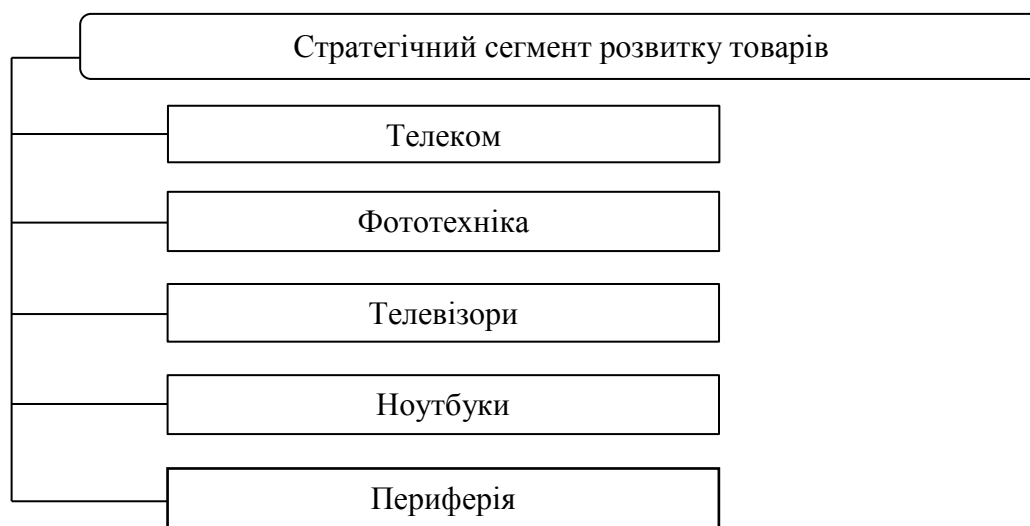 Стратегічний сегмент розвитку товарів
Телеком
Фототехніка
Телевізори
Ноутбуки
Периферія